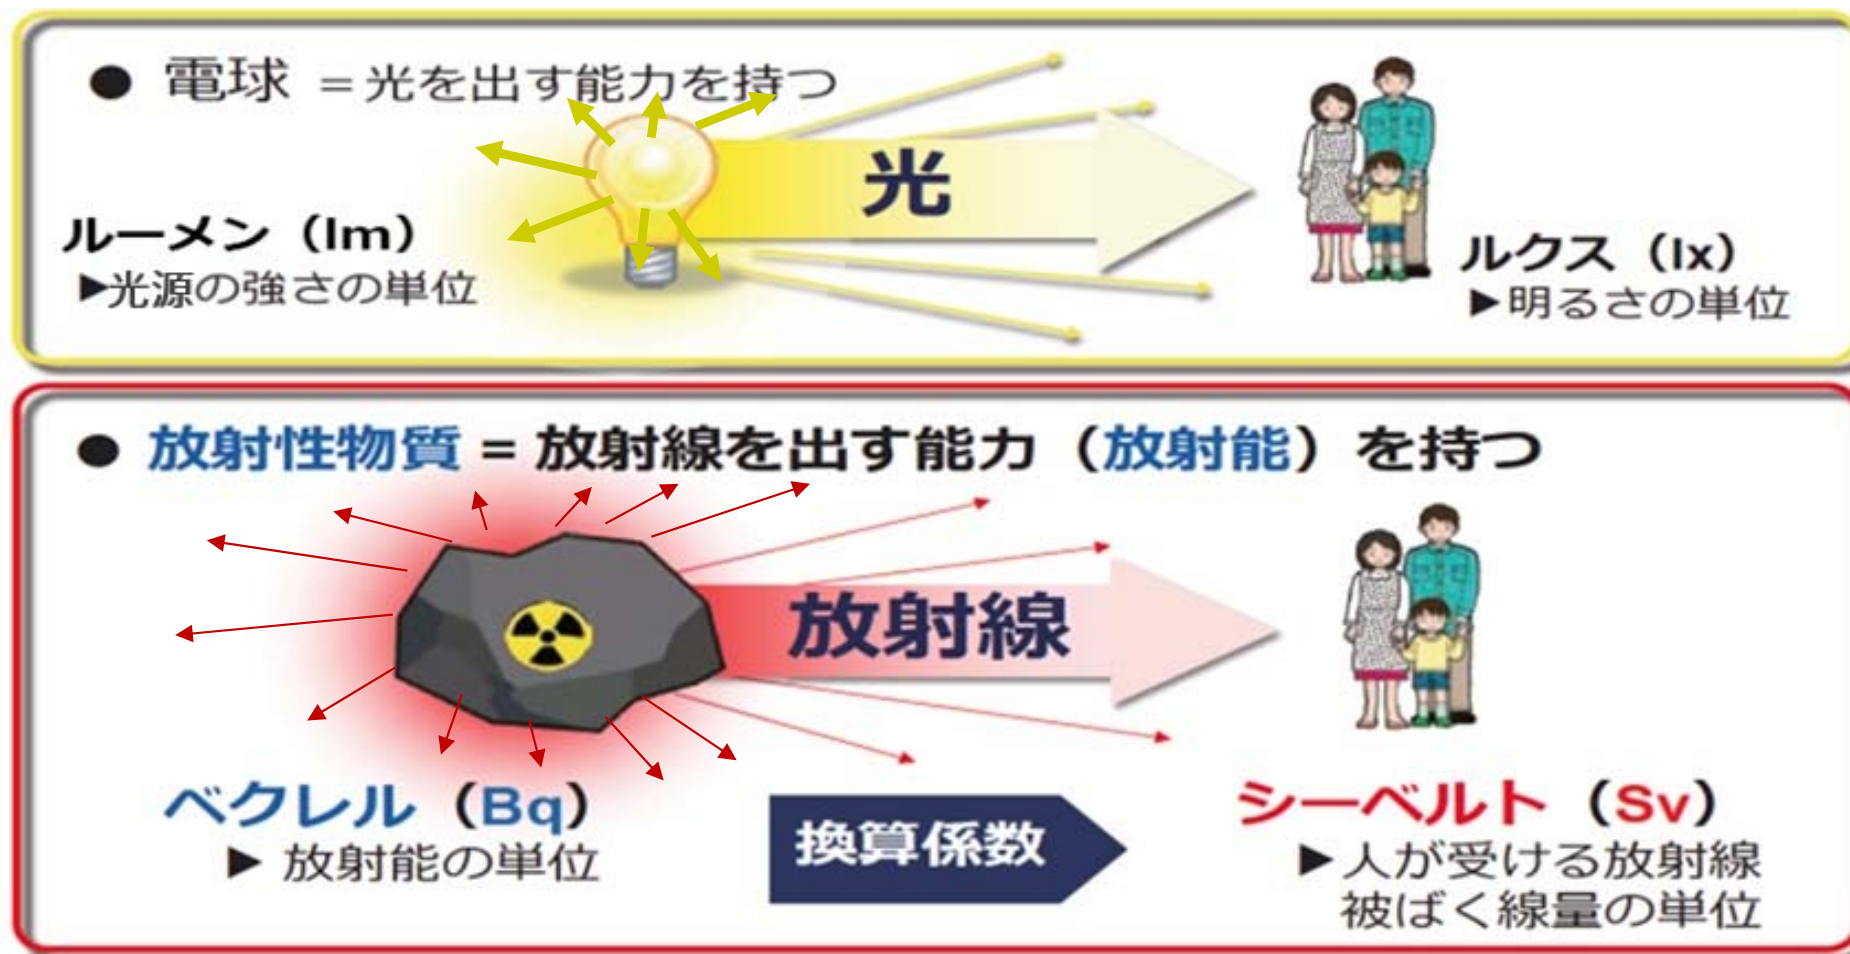 ● 電球 =光を出す能力を持つ
光
ルーメン（lm）
▶光源の強さの単位
ルクス（lx）
▶明るさの単位
● 放射性物質 = 放射線を出す能力（放射能）を持つ
放射線
ベクレル（Bq）
▶ 放射能の単位
換算係数
シーベルト（Sv）
▶人が受ける放射線
被ばく線量の単位